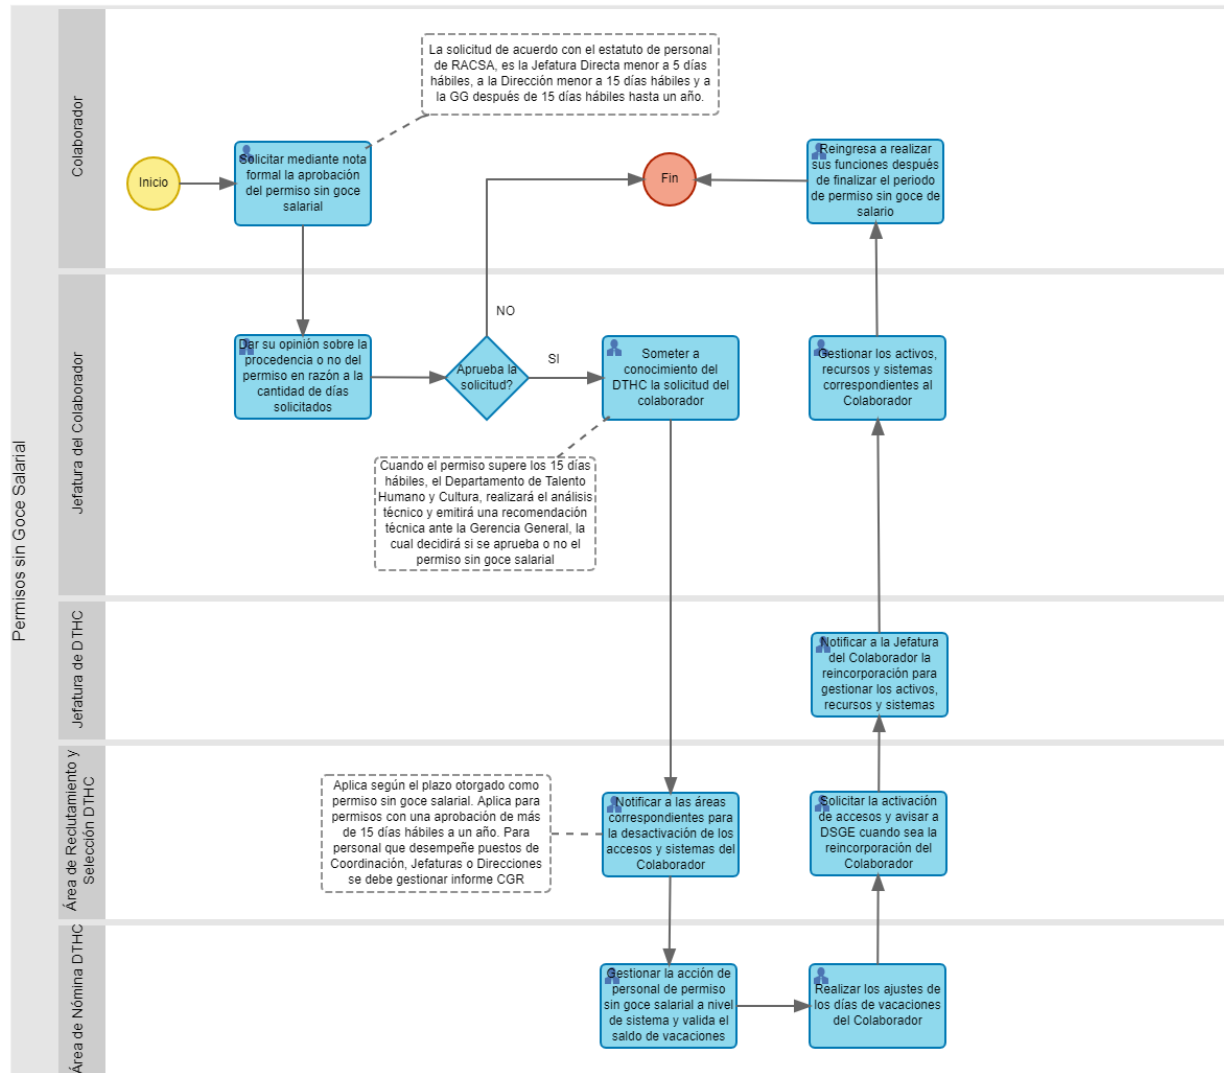 Permisos sin Goce Salarial
Colaborador
La solicitud de acuerdo con el estatuto de personal
de RACSA, es la Jefatura Directa menor a 5 días
hábiles, a la Dirección menor a 15 días hábiles y a
la GG después de 15 días hábiles hasta un año.
Inicio
Solicitar mediante nota
formal la aprobación
del permiso sin goce
salarial
Fin
Reingresa a realizar
sus funciones después
de finalizar el periodo
de permiso sin goce de
salario
Jefatura del Colaborador
Dar su opinión sobre la
procedencia o no del
permiso en razón a la
cantidad de días
solicitados
Aprueba la
solicitud?
NO
SI
Someter a
conocimiento del
DTHC la solicitud del
colaborador
Gestionar los activos,
recursos y sistemas
correspondientes al
Colaborador
Cuando el permiso supere los 15 días
hábiles, el Departamento de Talento
Humano y Cultura, realizará el análisis
técnico y emitirá una recomendación
técnica ante la Gerencia General, la
cual decidirá si se aprueba o no el
permiso sin goce salarial
Jefatura de DTHC
Notificar a la Jefatura
del Colaborador la
reincorporación para
gestionar los activos,
recursos y sistemas
Área de Reclutamiento y
Selección DTHC
Aplica según el plazo otorgado como
permiso sin goce salarial. Aplica para
permisos con una aprobación de más
de 15 días hábiles a un año. Para
personal que desempeñe puestos de
Coordinación, Jefaturas o Direcciones
se debe gestionar informe CGR
Notificar a las áreas
correspondientes para
la desactivación de los
accesos y sistemas del
Colaborador
Solicitar la activación
de accesos y avisar a
DSGE cuando sea la
reincorporación del
Colaborador
Área de Nómina DTHC
Gestionar la acción de
personal de permiso
sin goce salarial a nivel
de sistema y valida el
saldo de vacaciones
Realizar los ajustes de
los días de vacaciones
del Colaborador